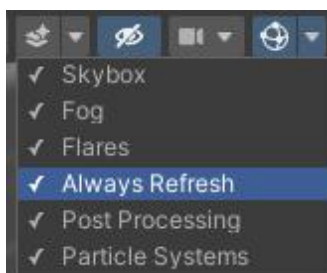 Skybox
Fog
Flares
Always Refresh
Post Processing
Particle Systems